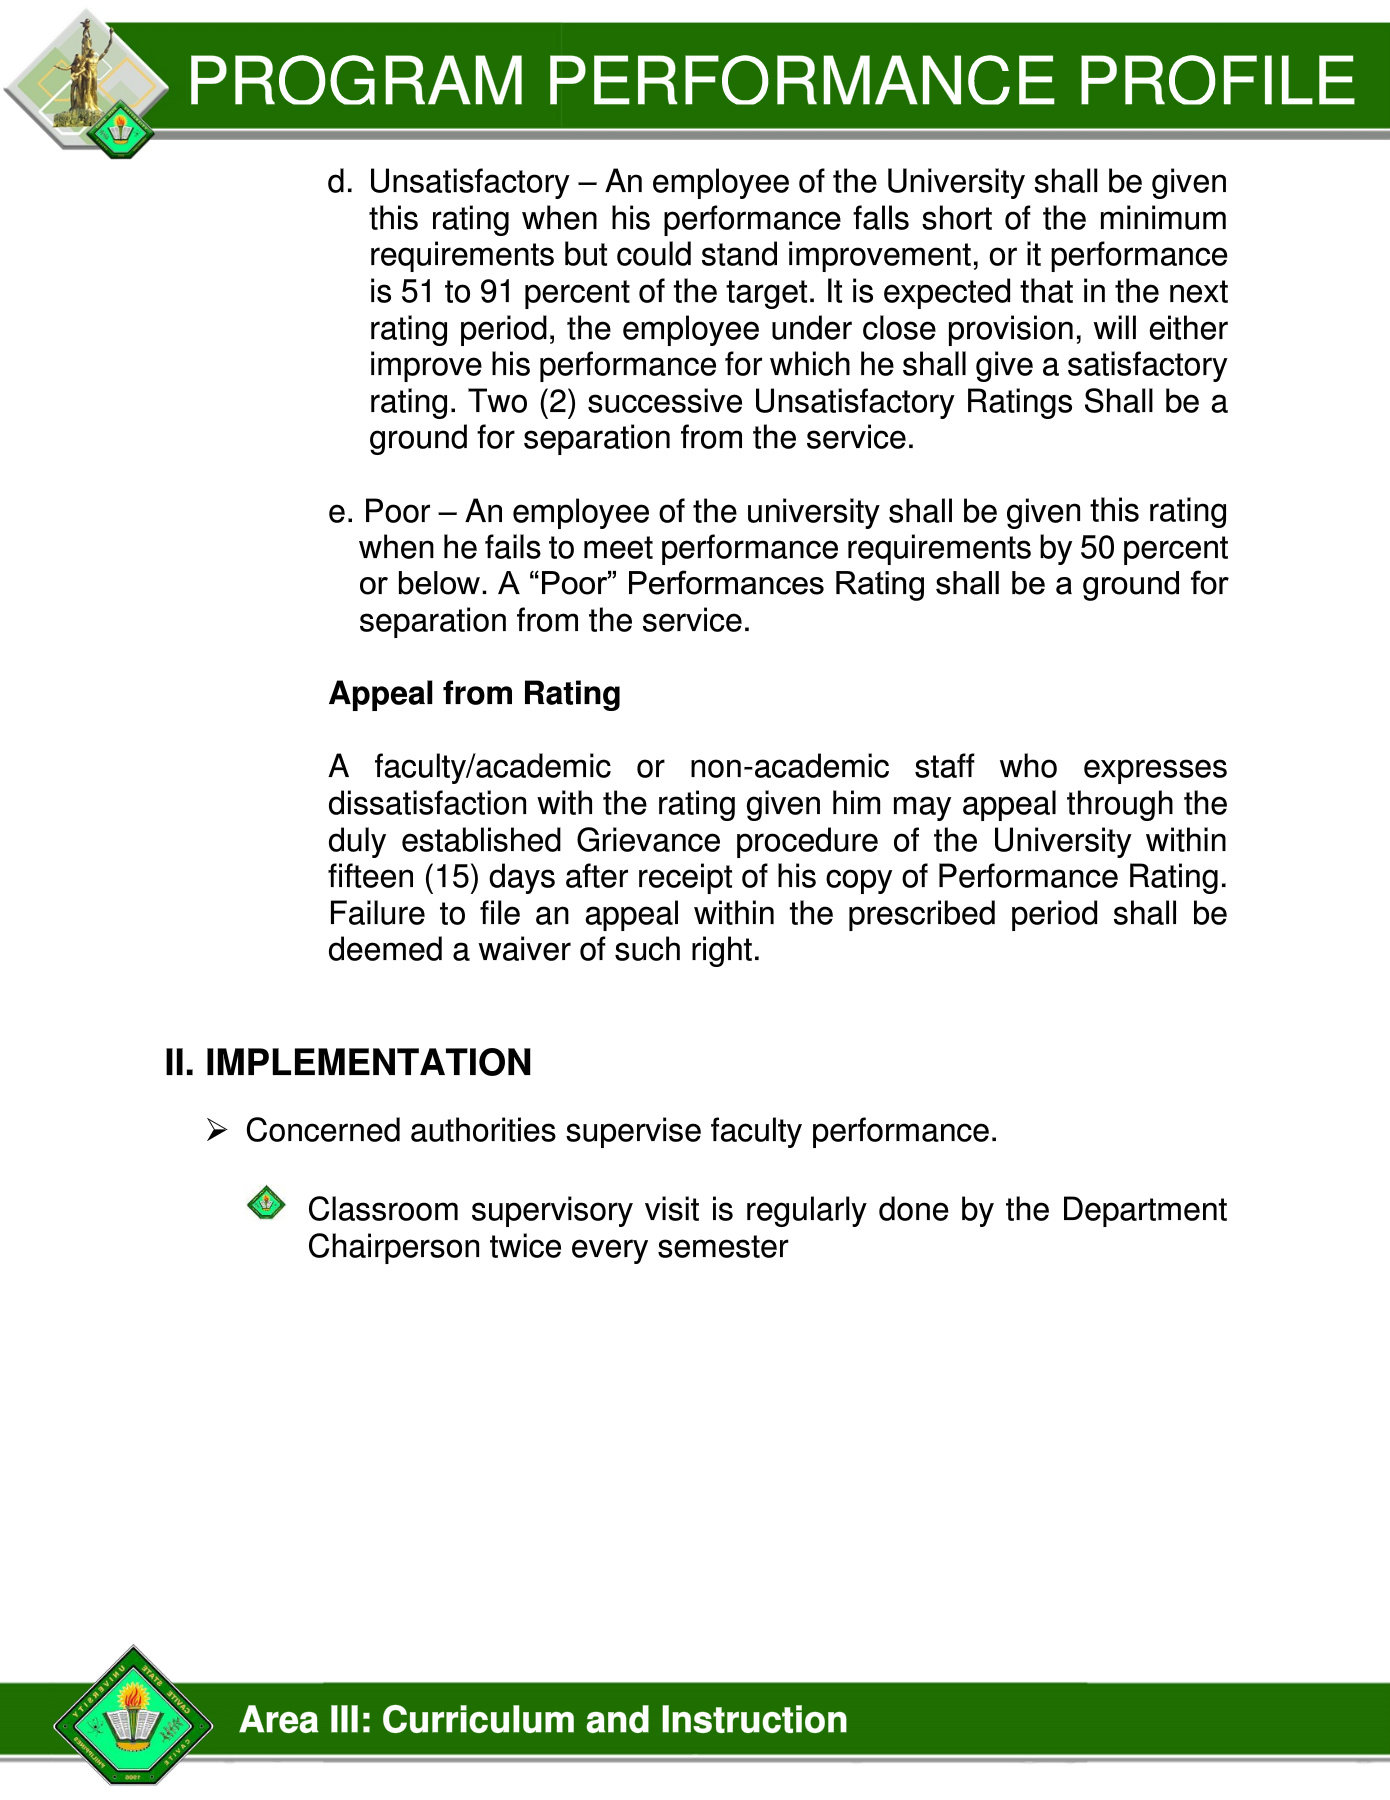 PROGRAM PERFORMANCE PROFILE
d. Unsatisfactory – An employee of the University shall be given
this rating when his performance falls short of the minimum
requirements but could stand improvement, or it performance
is 51 to 91 percent of the target. It is expected that in the next
rating period, the employee under close provision, will either
improve his performance for which he shall give a satisfactory
rating. Two (2) successive Unsatisfactory Ratings Shall be a
ground for separation from the service.
e. Poor – An employee of the university shall be given this rating
when he fails to meet performance requirements by 50 percent
or below. A “Poor” Performances Rating shall be a ground for
separation from the service.
Appeal from Rating
A faculty/academic or non-academic staff who expresses
dissatisfaction with the rating given him may appeal through the
duly established Grievance procedure of the University within
fifteen (15) days after receipt of his copy of Performance Rating.
Failure to file an appeal within the prescribed period shall be
deemed a waiver of such right.
II. IMPLEMENTATION
➢ Concerned authorities supervise faculty performance.
Classroom supervisory visit is regularly done by the Department
Chairperson twice every semester
CAVITE STATE UNIVERSITY
CAVITE PHILIPPINES
Area III: Curriculum and Instruction